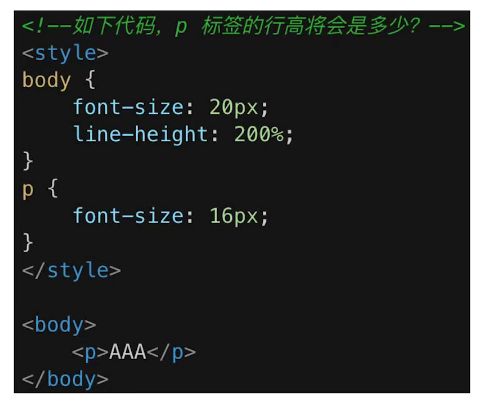 <!--如下代码，p 标签的行高将会是多少？-->
<style>
body {
    font-size: 20px;
    line-height: 200%;
}
p {
    font-size: 16px;
}
</style>

<body>
    <p>AAA</p>
</body>